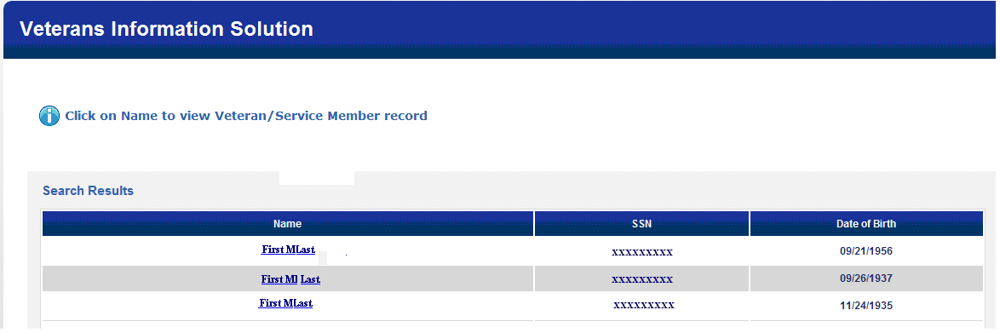 Veterans Information Solution
Click on Name to view Veteran/Service Member record
Search Results
Name SSN Date of Birth
First MLast xxxxxxxxx 09/21/1956
First Ml Last xxxxxxxxx 09/26/1937
First MLast xxxxxxxxx 11/24/1935